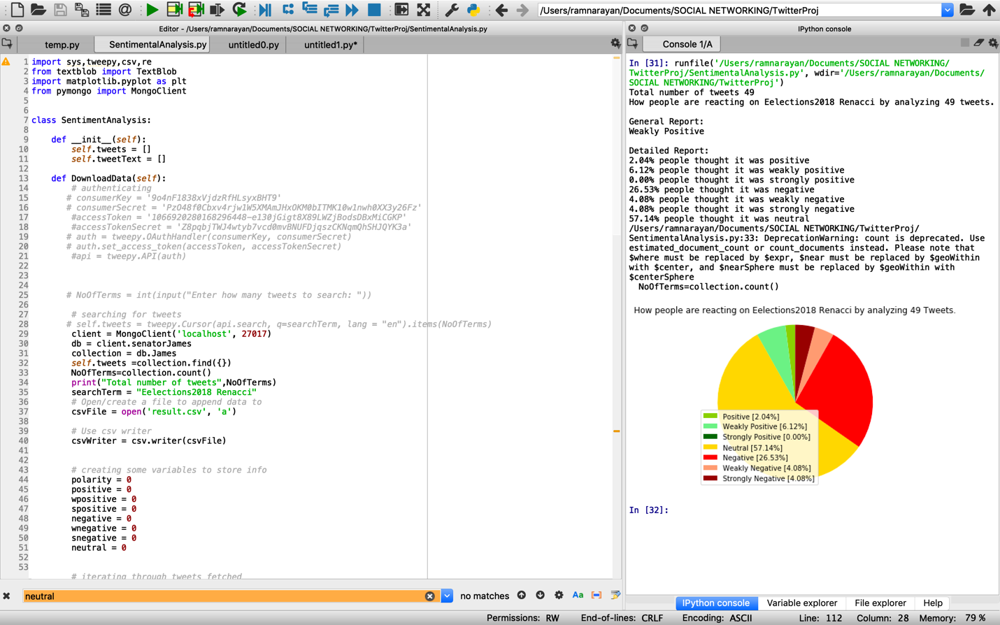 /Users/ramnarayan/Documents/SOCIAL NETWORKING/TwitterProj
Editor - /Users/ramnarayan/Documents/SOCIAL NETWORKING/TwitterProj/SentimentalAnalysis.py
temp.py
SentimentalAnalysis.py
untitled0.py
untitled1.py*
1 import sys,tweepy,csv,re
2 from textblob import TextBlob
3 import matplotlib.pyplot as plt
4 from pymongo import MongoClient
5
6
7 class SentimentAnalysis:
8
9 def __init__(self):
10 self.tweets = []
11 self.tweetText = []
12
13 def DownloadData(self):
14 # authenticating
15 # consumerKey = '9o4nF1838xVjdzRfHLsyxBHT9'
16 # consumerSecret = 'PzO48f0Cbxv4rjw1W5XMAmJHxOKM0bITMK10w1nwh0XX3y26Fz'
17 #accessToken = '1066920280168296448-e130jGigt8X89LWZjBodsDBxMiCGKP'
18 #accessTokenSecret = 'Z8pqbjTWJ4wtyb7vcd0mvBNUFDjqszCKNqmQhSHJQYK3a'
19 # auth = tweepy.OAuthHandler(consumerKey, consumerSecret)
20 # auth.set_access_token(accessToken, accessTokenSecret)
21 #api = tweepy.API(auth)
22
23
24
25 # NoOfTerms = int(input("Enter how many tweets to search: "))
26
27 # searching for tweets
28 # self.tweets = tweepy.Cursor(api.search, q=searchTerm, lang = "en").items(NoOfTerms)
29 client = MongoClient('localhost', 27017)
30 db = client.senatorJames
31 collection = db.James
32 self.tweets =collection.find({})
33 NoOfTerms=collection.count()
34 print("Total number of tweets",NoOfTerms)
35 searchTerm = "Eelections2018 Renacci"
36 # Open/create a file to append data to
37 csvFile = open('result.csv', 'a')
38
39 # Use csv writer
40 csvWriter = csv.writer(csvFile)
41
42
43 # creating some variables to store info
44 polarity = 0
45 positive = 0
46 wpositive = 0
47 spositive = 0
48 negative = 0
49 wnegative = 0
50 snegative = 0
51 neutral = 0
52
53
# iterating through tweets fetched
neutral
no matches
Aa
IPython console
Console 1/A
In [31]: runfile('/Users/ramnarayan/Documents/SOCIAL NETWORKING/
TwitterProj/SentimentalAnalysis.py', wdir='/Users/ramnarayan/Documents/
SOCIAL NETWORKING/TwitterProj')
Total number of tweets 49
How people are reacting on Eelections2018 Renacci by analyzing 49 tweets.
General Report:
Weakly Positive
Detailed Report:
2.04% people thought it was positive
6.12% people thought it was weakly positive
0.00% people thought it was strongly positive
26.53% people thought it was negative
4.08% people thought it was weakly negative
4.08% people thought it was strongly negative
57.14% people thought it was neutral
/Users/ramnarayan/Documents/SOCIAL NETWORKING/TwitterProj/
SentimentalAnalysis.py:33: DeprecationWarning: count is deprecated. Use
estimated_document_count or count_documents instead. Please note that
$where must be replaced by $expr, $near must be replaced by $geoWithin
with $center, and $nearSphere must be replaced by $geoWithin with
$centerSphere
NoOfTerms=collection.count()
How people are reacting on Eelections2018 Renacci by analyzing 49 Tweets.
Positive [2.04%]
Weakly Positive [6.12%]
Strongly Positive [0.00%]
Neutral [57.14%]
Negative [26.53%]
Weakly Negative [4.08%]
Strongly Negative [4.08%]
In [32]:
IPython console
Variable explorer
File explorer
Help
Permissions: RW
End-of-lines: CRLF
Encoding: ASCII
Line: 112
Column: 28
Memory: 79 %